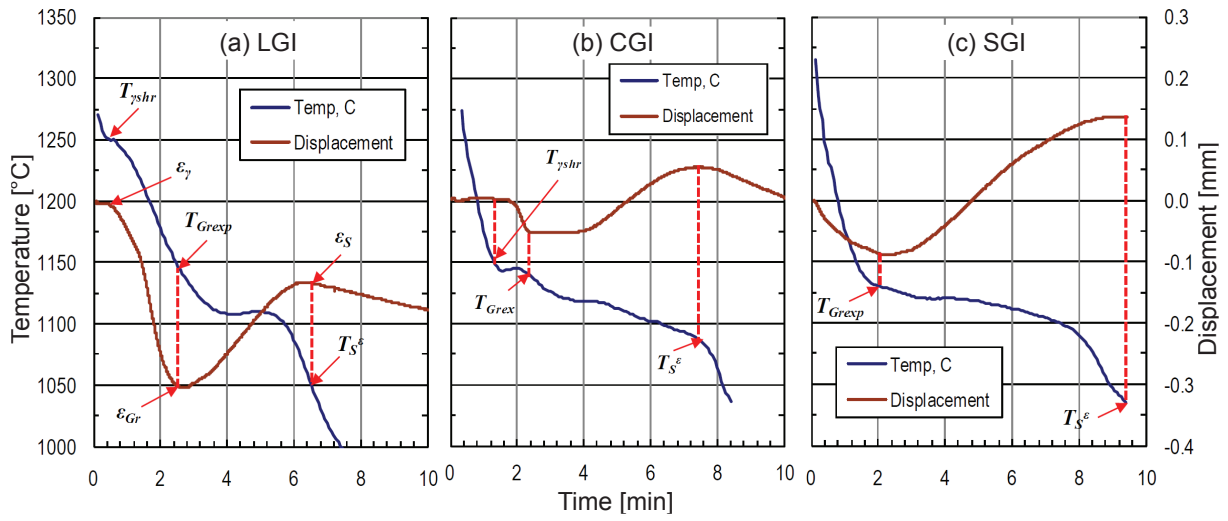 (a) LGI
(b) CGI
(c) SGI
Temperature [°C]
1350
1300
1250
1200
1150
1100
1050
1000
Temp, C
Displacement
TγShr
εγ
TGrexp
εS
TSε
εGr
0 2 4 6 8 10
Temp, C
Displacement
Tγshr
TGrex
TSε
0 2 4 6 8 10
TGrexp
Temp, C
Displacement
TSε
0 2 4 6 8 10
0.3
0.2
0.1
0.0
-0.1
-0.2
-0.3
-0.4
Displacement [mm]
Time [min]